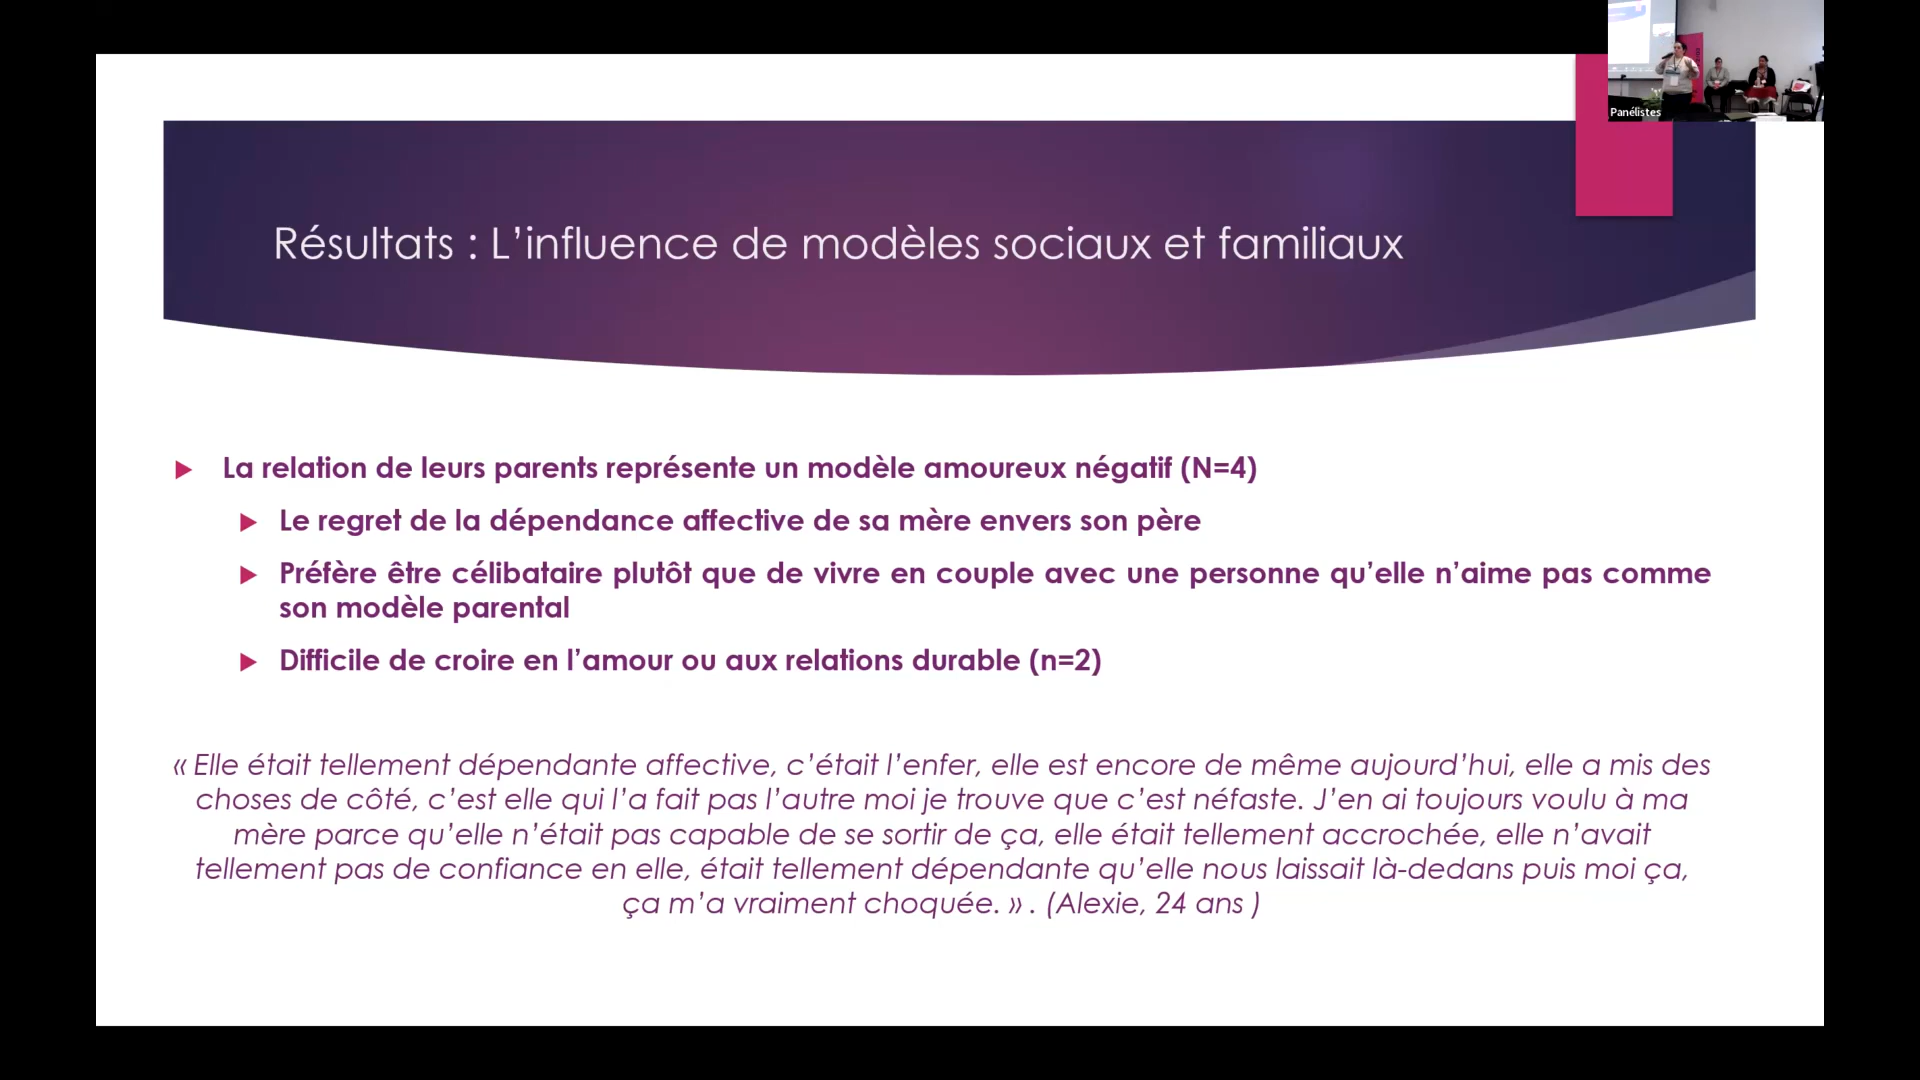 Panélistes
Résultats : L’influence de modèles sociaux et familiaux
La relation de leurs parents représente un modèle amoureux négatif (N=4)
Le regret de la dépendance affective de sa mère envers son père
Préfère être célibataire plutôt que de vivre en couple avec une personne qu’elle n’aime pas comme
son modèle parental
Difficile de croire en l’amour ou aux relations durable (n=2)
« Elle était tellement dépendante affective, c’était l’enfer, elle est encore de même aujourd’hui, elle a mis des
choses de côté, c’est elle qui l’a fait pas l’autre moi je trouve que c’est néfaste. J’en ai toujours voulu à ma
mère parce qu’elle n’était pas capable de se sortir de ça, elle était tellement accrochée, elle n’avait
tellement pas de confiance en elle, était tellement dépendante qu’elle nous laissait là-dedans puis moi ça,
ça m’a vraiment choquée. » . (Alexie, 24 ans )